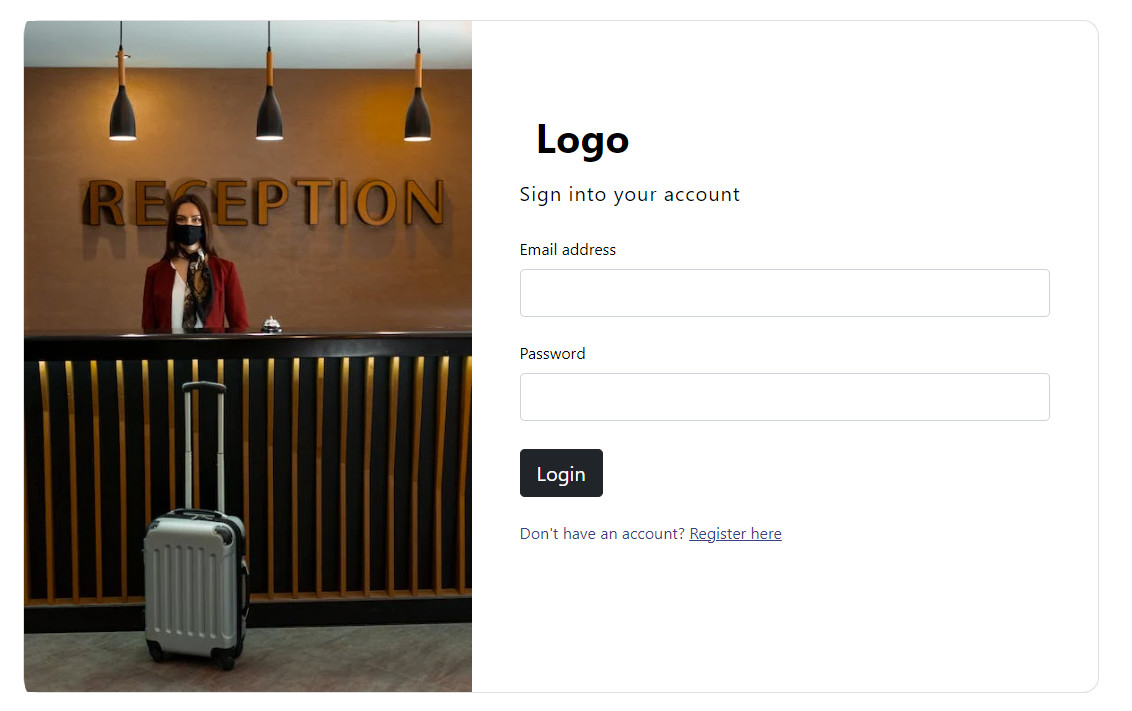 RECEPTION
Logo
Sign into your account
Email address
Password
Login
Don't have an account? Register here